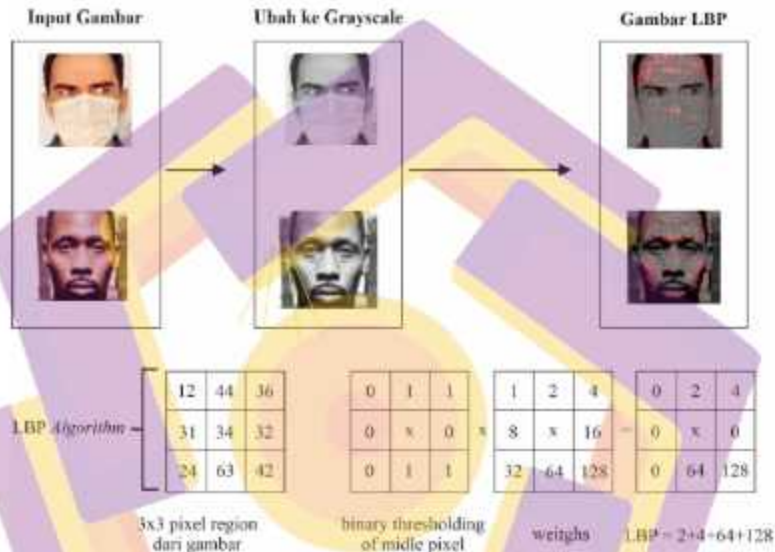 Input Gambar Ubah ke Grayscale Gambar LBP
12 44 36 0 1 1 1 2 4 0 2 4
LBP Algorithm 31 34 32 0 x 0 x 8 x 16 = 0 x 0
24 63 42 0 1 1 32 64 128 0 64 128
3x3 pixel region binary thresholding weitghs LBP = 2+4+64+128
dari gambar of midle pixel